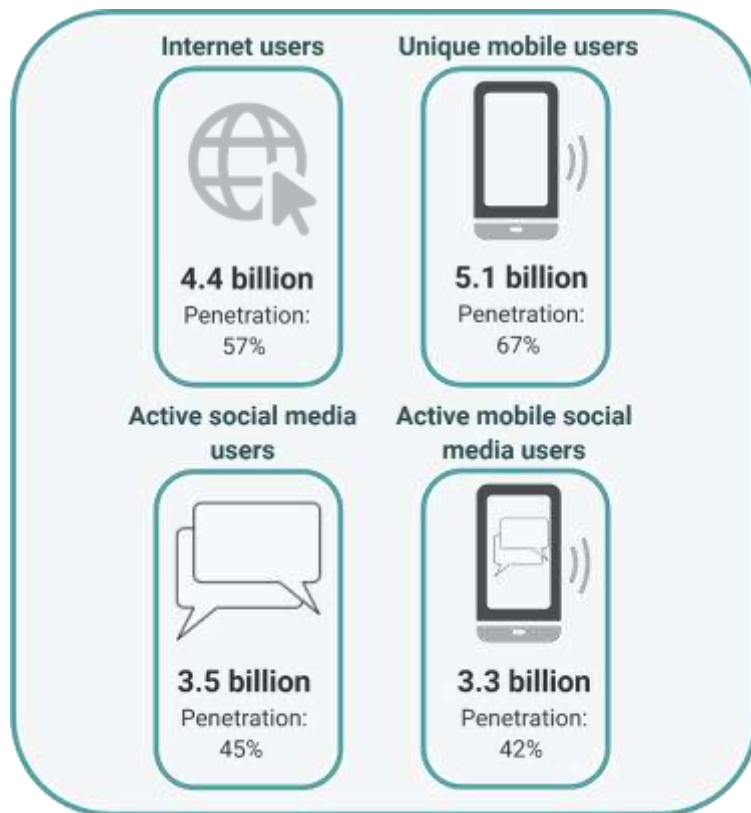 Internet users
4.4 billion
Penetration:
57%
Unique mobile users
5.1 billion
Penetration:
67%
Active social media
users
3.5 billion
Penetration:
45%
Active mobile social
media users
3.3 billion
Penetration:
42%